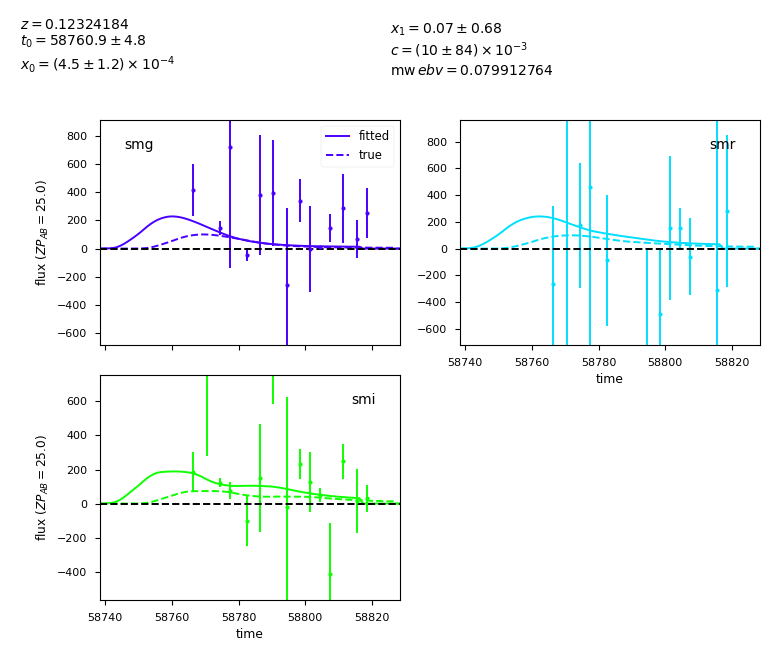 z = 0.12324184
t₀ = 58760.9 ± 4.8
x₀ = (4.5 ± 1.2) × 10⁻⁴
x₁ = 0.07 ± 0.68
c = (10 ± 84) × 10⁻³
mw ebv = 0.079912764
smg
fitted
true
800
600
400
200
0
−200
−400
−600
flux (ZP_AB = 25.0)
smr
800
600
400
200
0
−200
−400
−600
58740 58760 58780 58800 58820
time
smi
600
400
200
0
−200
−400
flux (ZP_AB = 25.0)
58740 58760 58780 58800 58820
time